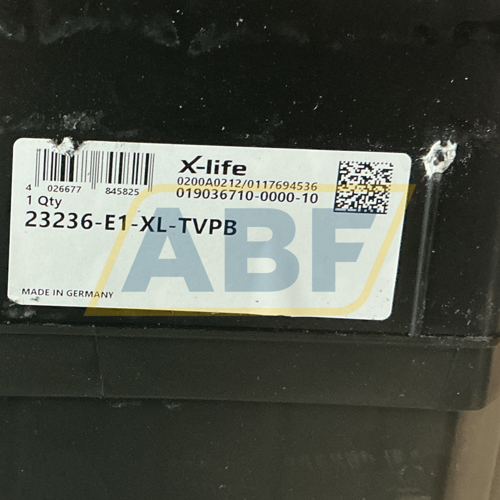 X-life
4 026677 845825
0200A0212/0117694536
019036710-0000-10
1 Qty
23236-E1-XL-TVPB
ABF
MADE IN GERMANY